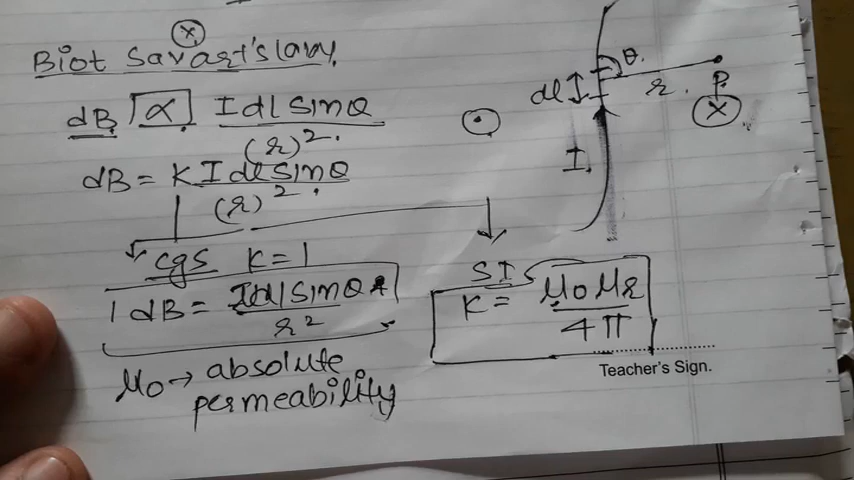 Biot Savart's law.
dB ∝ Idl Sinθ
(r)².
dB = K Idl Sinθ
(r)².
cgs K = 1
dB = Idl Sinθ
r²
μ₀ → absolute
permeability
SI
K = μ₀ μr
4π
θ.
dl
r.
P.
I.
Teacher's Sign.